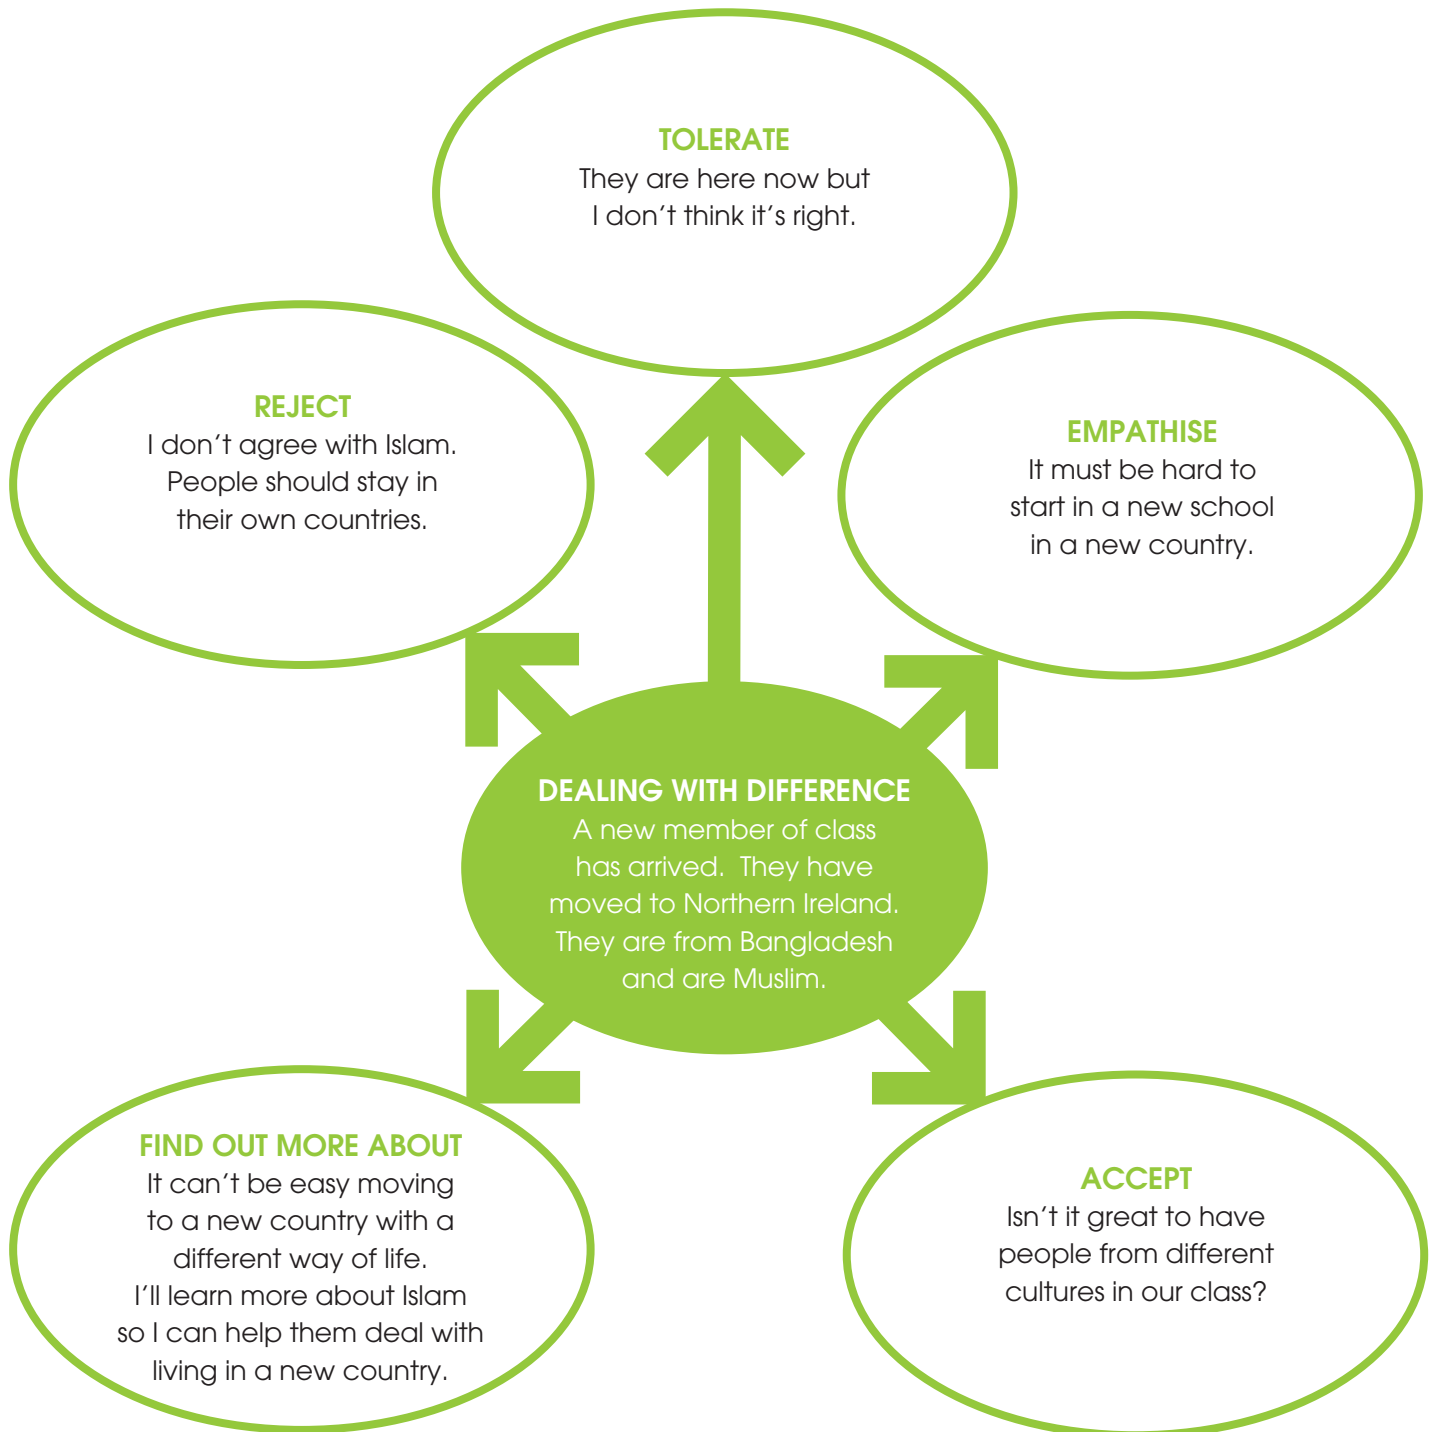 TOLERATE
They are here now but
I don't think it's right.
REJECT
I don't agree with Islam.
People should stay in
their own countries.
EMPATHISE
It must be hard to
start in a new school
in a new country.
DEALING WITH DIFFERENCE
A new member of class
has arrived.  They have
moved to Northern Ireland.
They are from Bangladesh
and are Muslim.
FIND OUT MORE ABOUT
It can't be easy moving
to a new country with a
different way of life.
I'll learn more about Islam
so I can help them deal with
living in a new country.
ACCEPT
Isn't it great to have
people from different
cultures in our class?